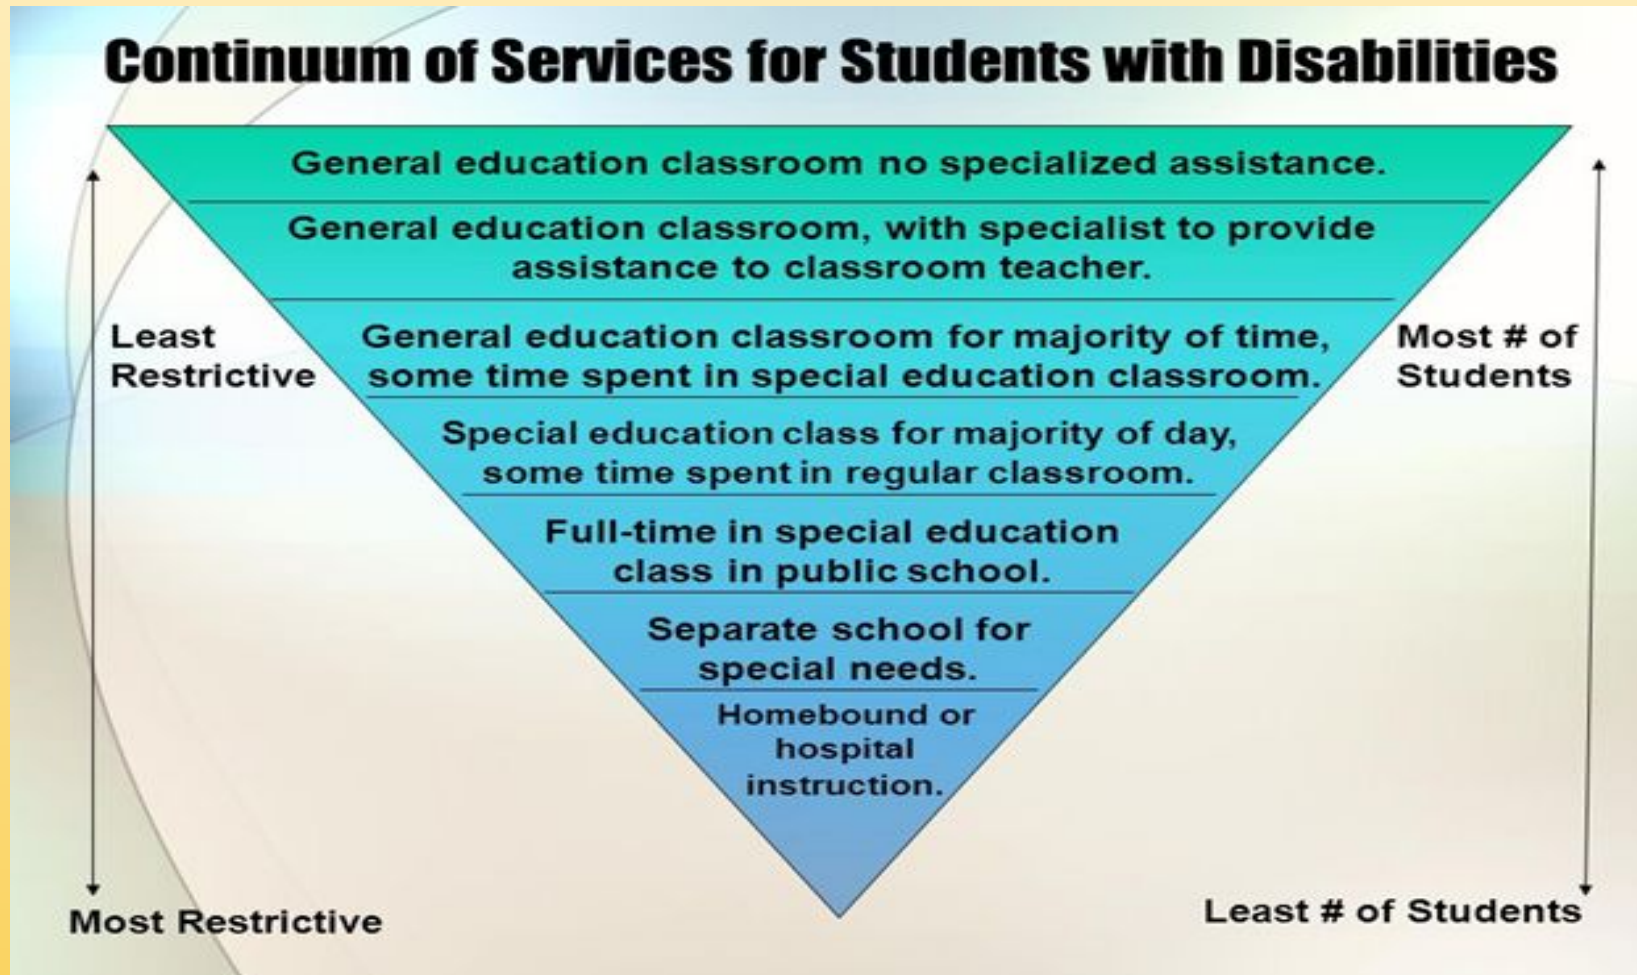 Continuum of Services for Students with Disabilities
General education classroom no specialized assistance.
General education classroom, with specialist to provide
assistance to classroom teacher.
Least
Restrictive
General education classroom for majority of time,
some time spent in special education classroom.
Most # of
Students
Special education class for majority of day,
some time spent in regular classroom.
Full-time in special education
class in public school.
Separate school for
special needs.
Homebound or
hospital
instruction.
Most Restrictive
Least # of Students